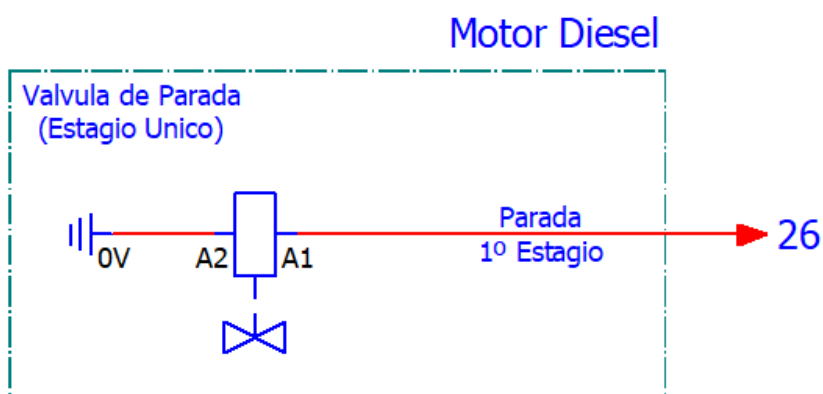 Motor Diesel
Valvula de Parada
(Estagio Unico)
Parada
1º Estagio
26
0V
A2
A1